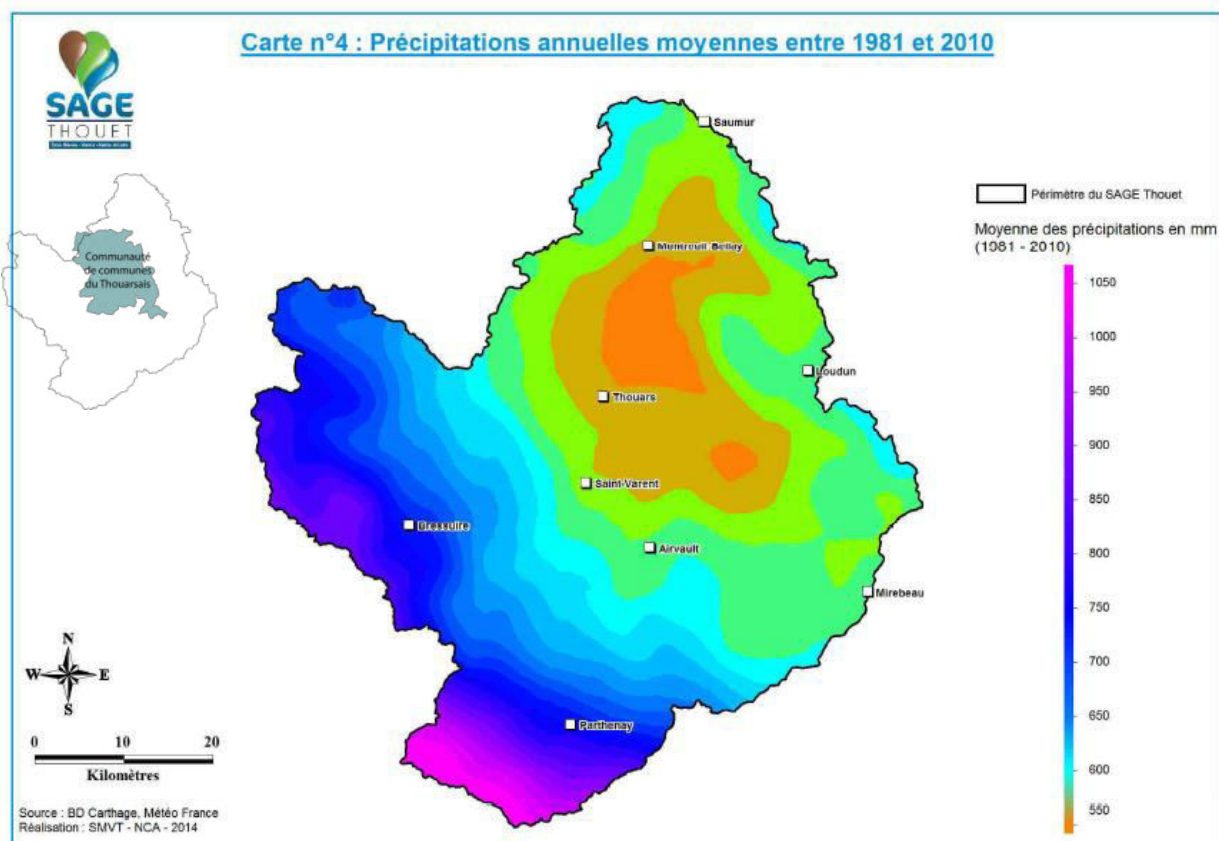 Carte n°4 : Précipitations annuelles moyennes entre 1981 et 2010
SAGE
THOUET
Communauté
de communes
du Thouarsais
Saumur
Montreuil-Bellay
Loudun
Thouars
Saint-Varent
Bressuire
Airvault
Mirebeau
Parthenay
Périmètre du SAGE Thouet
Moyenne des précipitations en mm
(1981 - 2010)
1050
1000
950
900
850
800
750
700
650
600
550
N
W E
S
0 10 20
Kilomètres
Source : BD Carthage, Météo France
Réalisation : SMVT - NCA - 2014